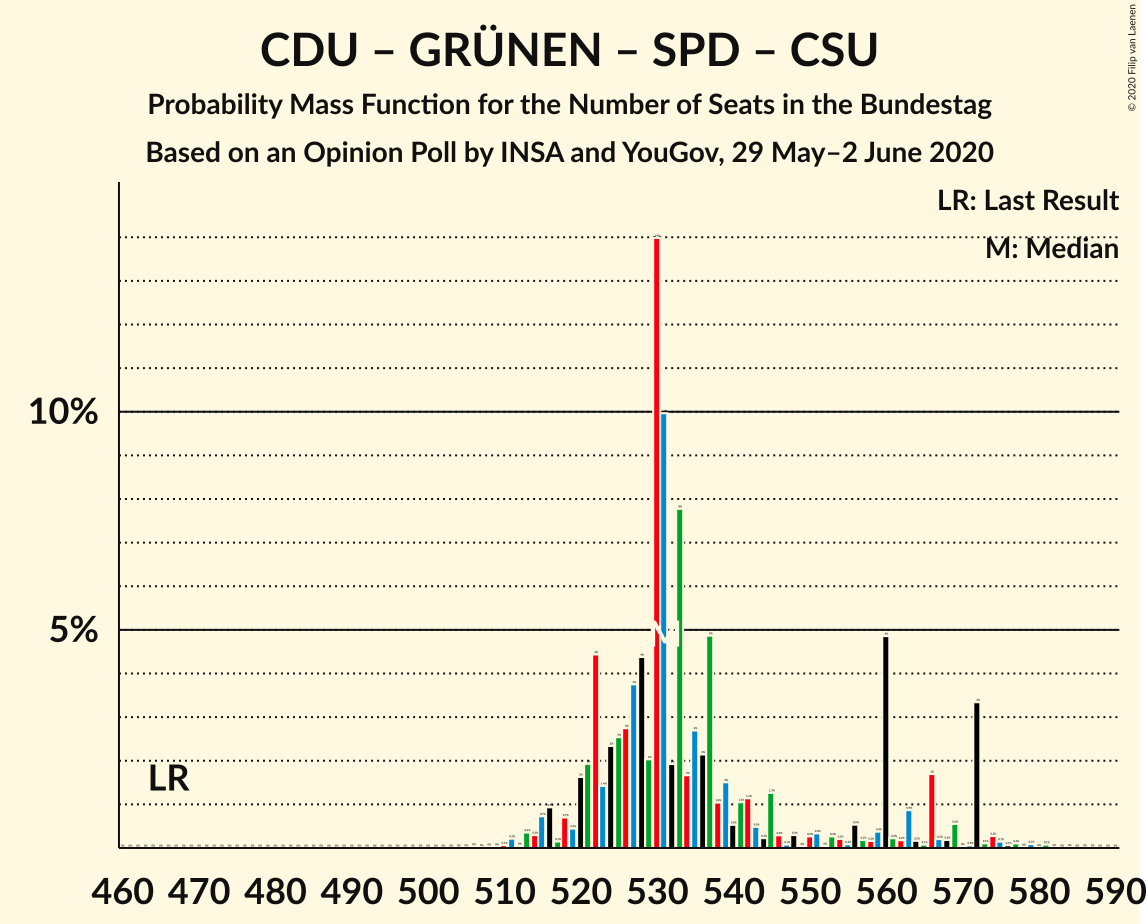 CDU – GRÜNEN – SPD – CSU
Probability Mass Function for the Number of Seats in the Bundestag
Based on an Opinion Poll by INSA and YouGov, 29 May–2 June 2020
© 2020 Filip van Laenen
LR: Last Result
M: Median
10%
5%
LR
460 470 480 490 500 510 520 530 540 550 560 570 580 590